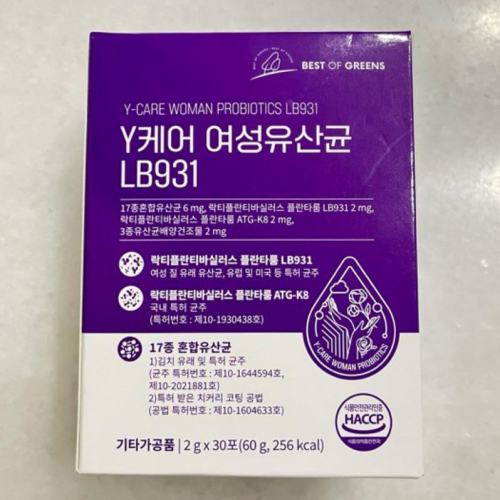 BEST OF GREENS
Y-CARE WOMAN PROBIOTICS LB931
Y케어 여성유산균
LB931
17종혼합유산균 6 mg, 락티플란티바실러스 플란타룸 LB931 2 mg,
락티플란티바실러스 플란타룸 ATG-K8 2 mg,
3종유산균배양건조물 2 mg
락티플란티바실러스 플란타룸 LB931
여성 질 유래 유산균, 유럽 및 미국 등 특허 균주
락티플란티바실러스 플란타룸 ATG-K8
국내 특허 균주
(특허번호 : 제10-1930438호)
Y-CARE WOMAN PROBIOTICS
17종 혼합유산균
1)김치 유래 및 특허 균주
(균주 특허번호 : 제10-1644594호,
제10-2021881호)
2)특허 받은 치커리 코팅 공법
(공법 특허번호 : 제10-1604633호)
식품안전관리인증
HACCP
식품의약품안전처
기타가공품 | 2 g x 30포(60 g, 256 kcal)